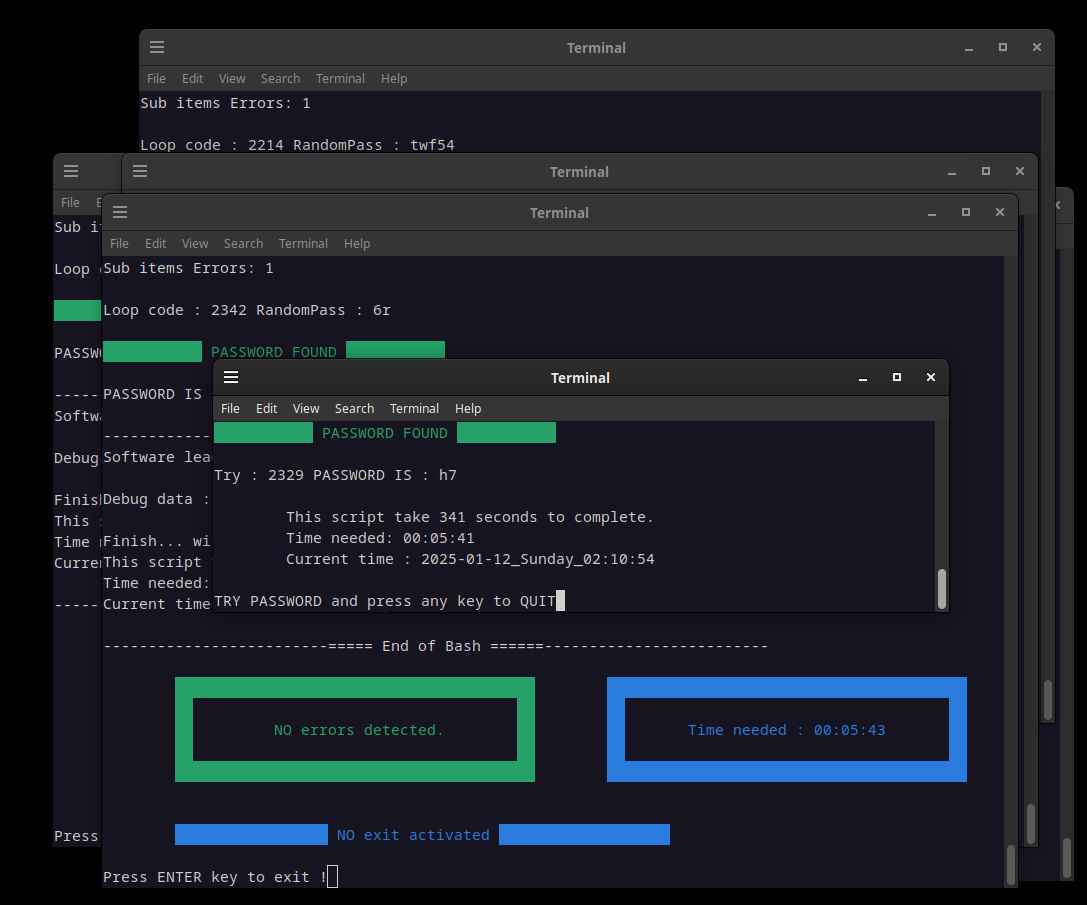 Terminal
File Edit View Search Terminal Help
Sub items Errors: 1
Loop code : 2214 RandomPass : twf54
Terminal
File
Sub it
Loop
PASSW
-----
Softwa
Debug
Finish
This
Time
Curre
-----
Press
Terminal
File Edit View Search Terminal Help
Sub items Errors: 1
Loop code : 2342 RandomPass : 6r
PASSWORD FOUND
PASSWORD IS
------------
Software lea
Debug data :
Finish... wi
This script
Time needed:
Current time
-------------------------===== End of Bash ======-------------------------
NO errors detected.
Time needed : 00:05:43
NO exit activated
Press ENTER key to exit !
Terminal
File Edit View Search Terminal Help
PASSWORD FOUND
Try : 2329 PASSWORD IS : h7
This script take 341 seconds to complete.
Time needed: 00:05:41
Current time : 2025-01-12_Sunday_02:10:54
TRY PASSWORD and press any key to QUIT